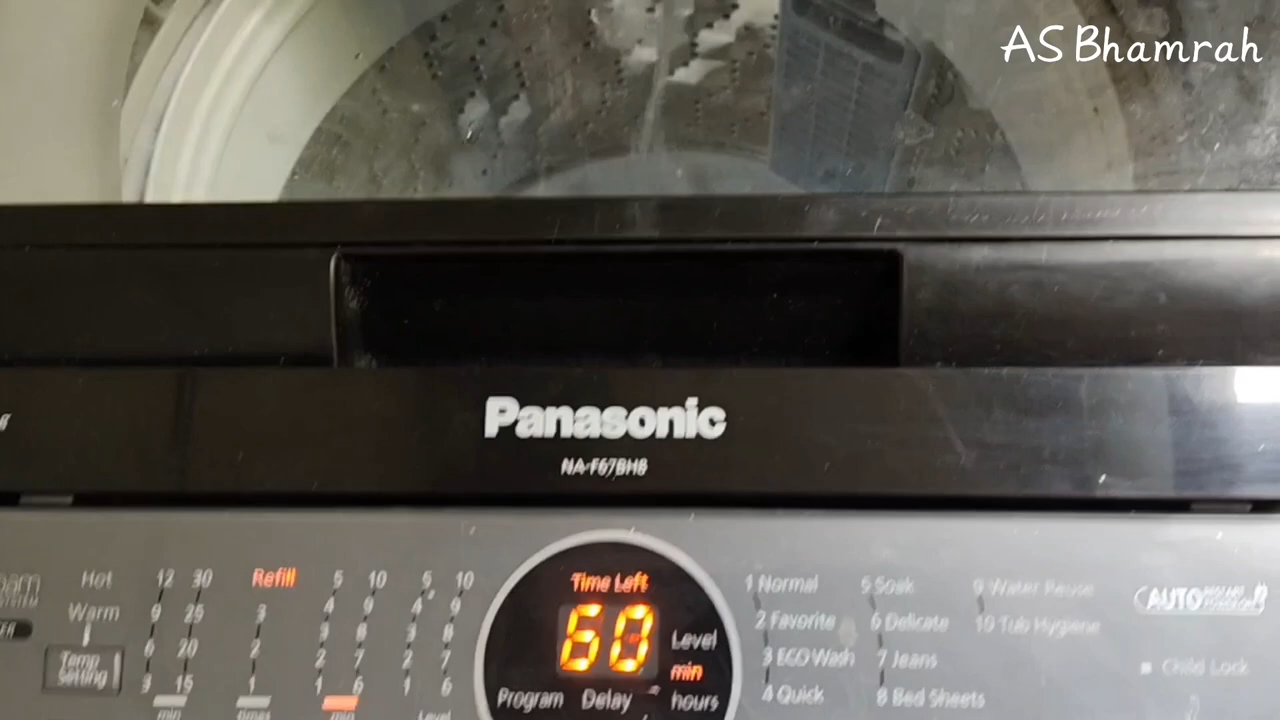 AS Bhamrah
Panasonic
NA-F67BH8
Hot 12 30 Refill 5 10 5 10
Warm 9 25 3 4 9 4 9
6 20 2 3 8 3 8
Temp Setting 3 15 1 2 7 2 7
1 6 1 6
min times min Level
Time Left
60
Level
min
hours
Program Delay
1 Normal 5 Soak 9 Water Reuse
2 Favorite 6 Delicate 10 Tub Hygiene
3 ECO Wash 7 Jeans
4 Quick 8 Bed Sheets
AUTO
Child Lock